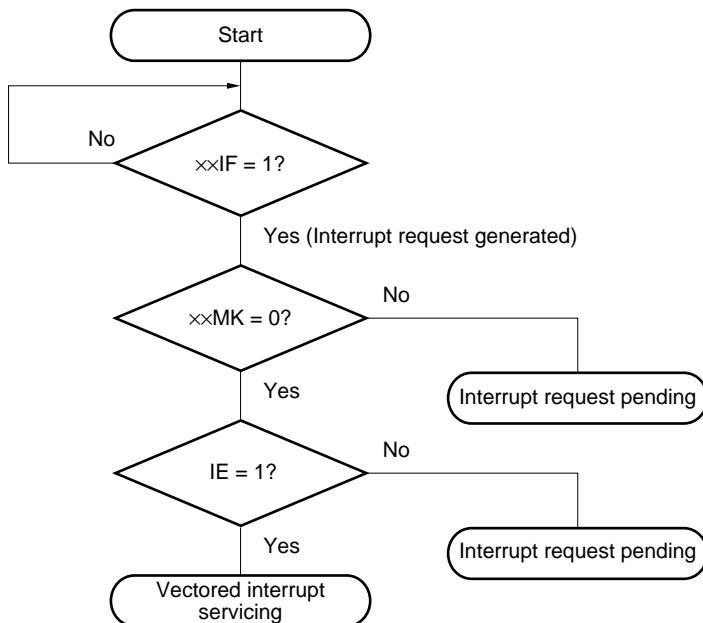 Start
No
××IF = 1?
Yes (Interrupt request generated)
No
××MK = 0?
Yes
Interrupt request pending
No
IE = 1?
Yes
Interrupt request pending
Vectored interrupt
servicing